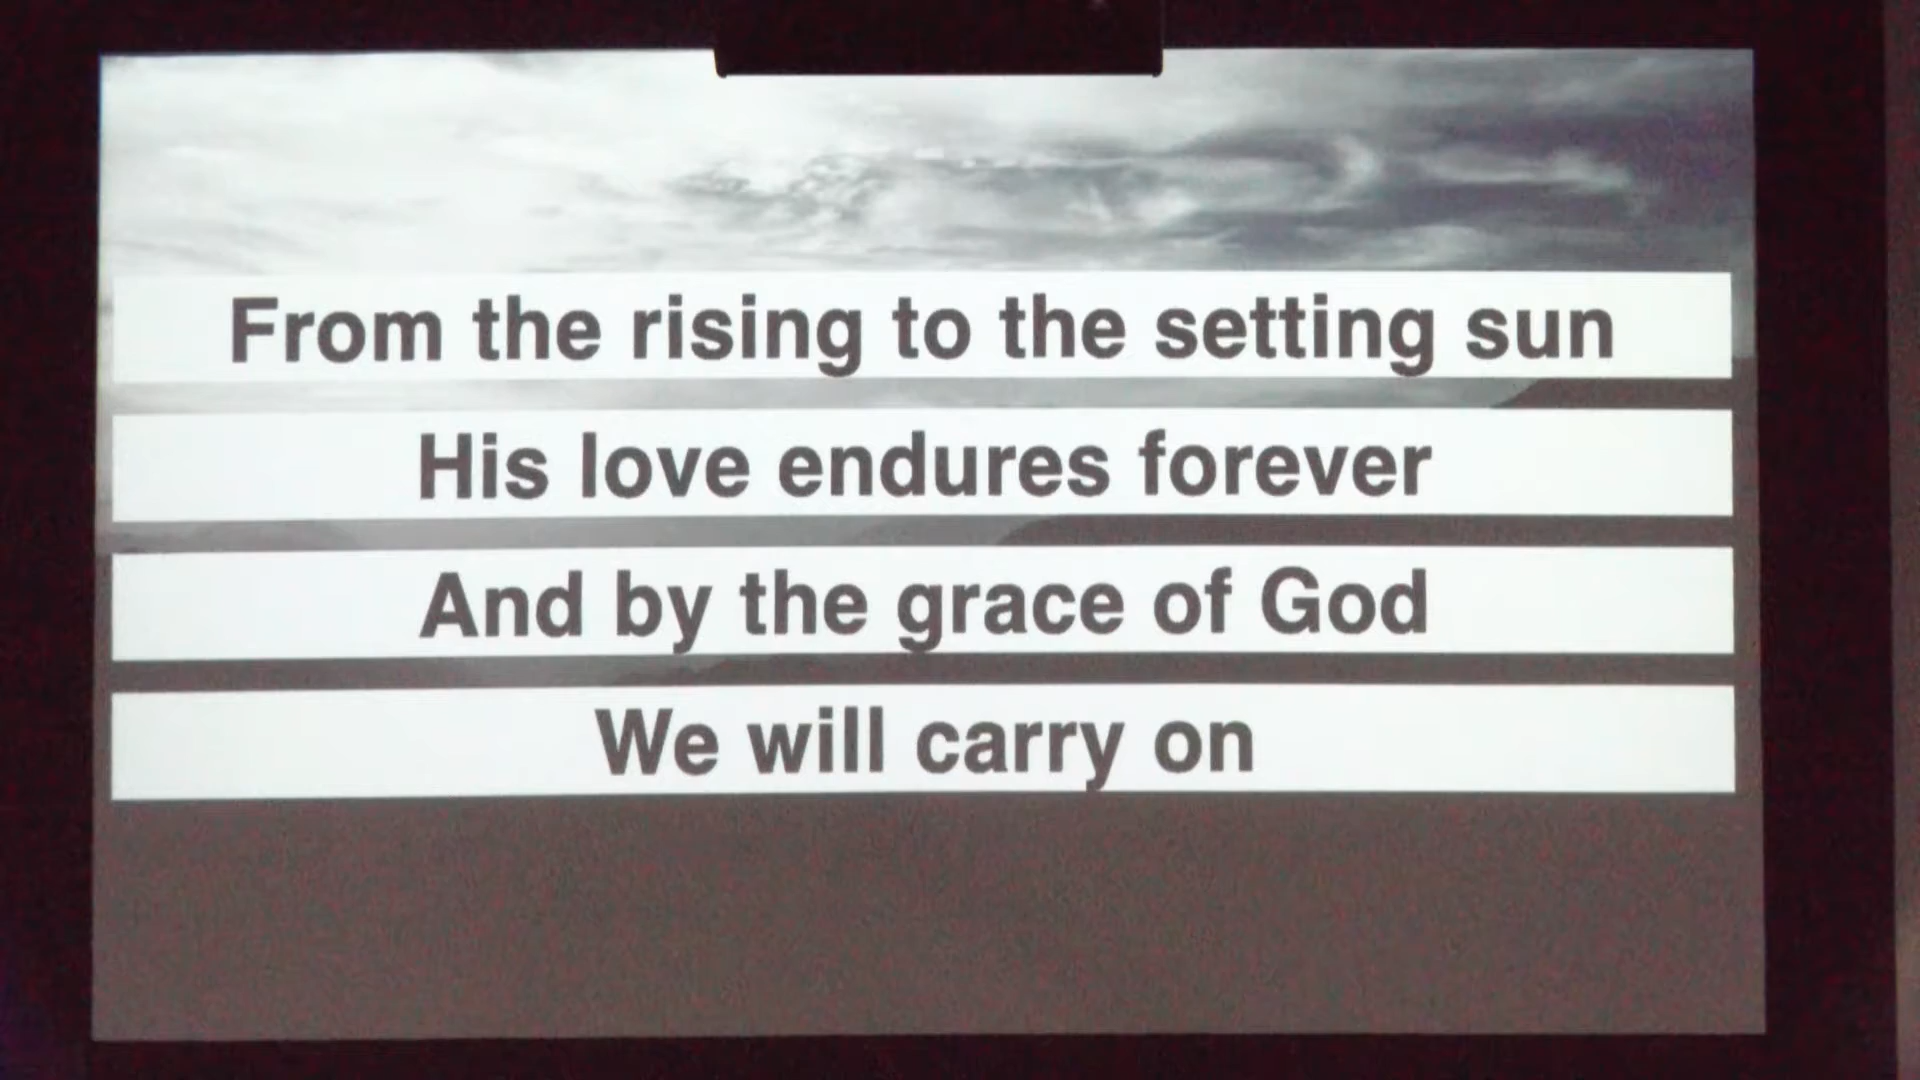 From the rising to the setting sun
His love endures forever
And by the grace of God
We will carry on